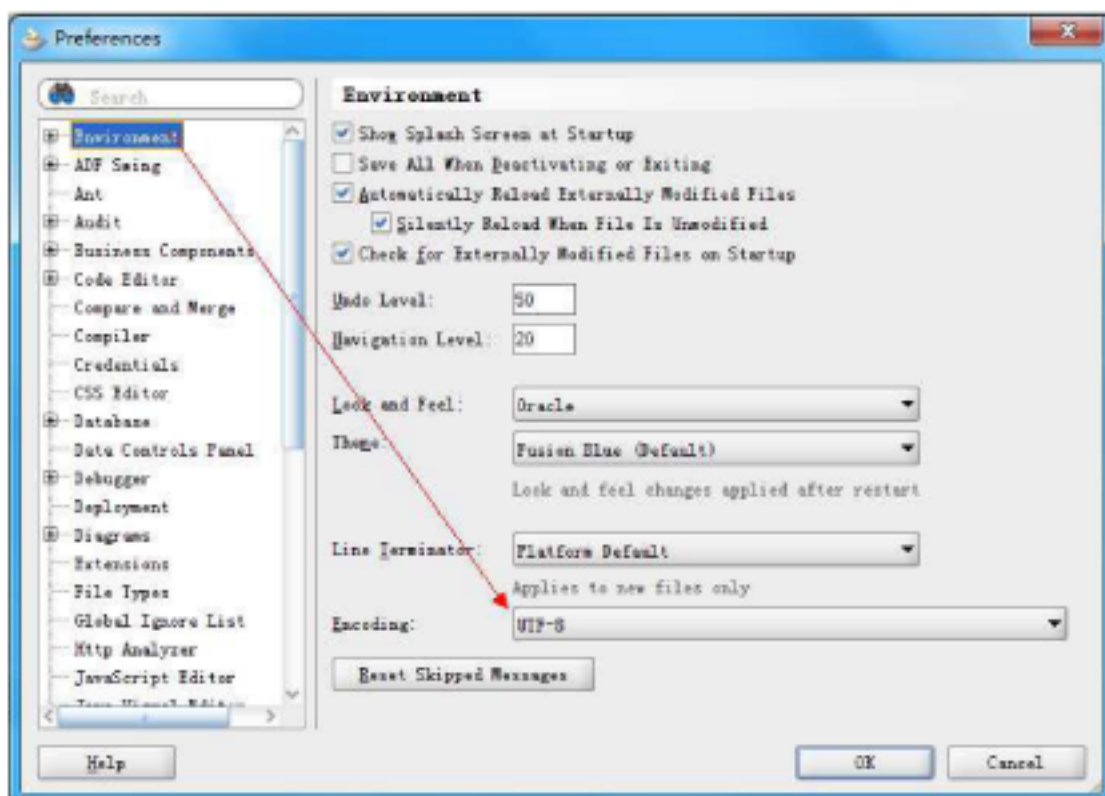 Preferences
Search
Environment
ADF Swing
Ant
Audit
Business Components
Code Editor
Compare and Merge
Compiler
Credentials
CSS Editor
Database
Data Controls Panel
Debugger
Deployment
Diagrams
Extensions
File Types
Global Ignore List
Http Analyzer
JavaScript Editor
Java Visual Editor
Environment
Show Splash Screen at Startup
Save All When Deactivating or Exiting
Automatically Reload Externally Modified Files
Silently Reload When File Is Unmodified
Check for Externally Modified Files on Startup
Undo Level: 50
Navigation Level: 20
Look and Feel: Oracle
Theme: Fusion Blue (Default)
Look and feel changes applied after restart
Line Terminator: Platform Default
Applies to new files only
Encoding: UTF-8
Reset Skipped Messages
Help
OK
Cancel